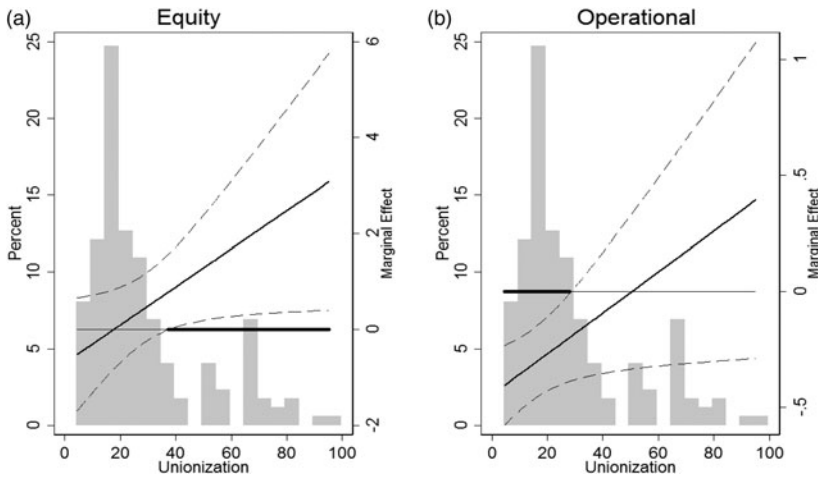 (a) Equity
25
20
15
10
5
0
Percent
6
4
2
0
-2
Marginal Effect
0 20 40 60 80 100
Unionization
(b) Operational
25
20
15
10
5
0
Percent
1
.5
0
-.5
Marginal Effect
0 20 40 60 80 100
Unionization